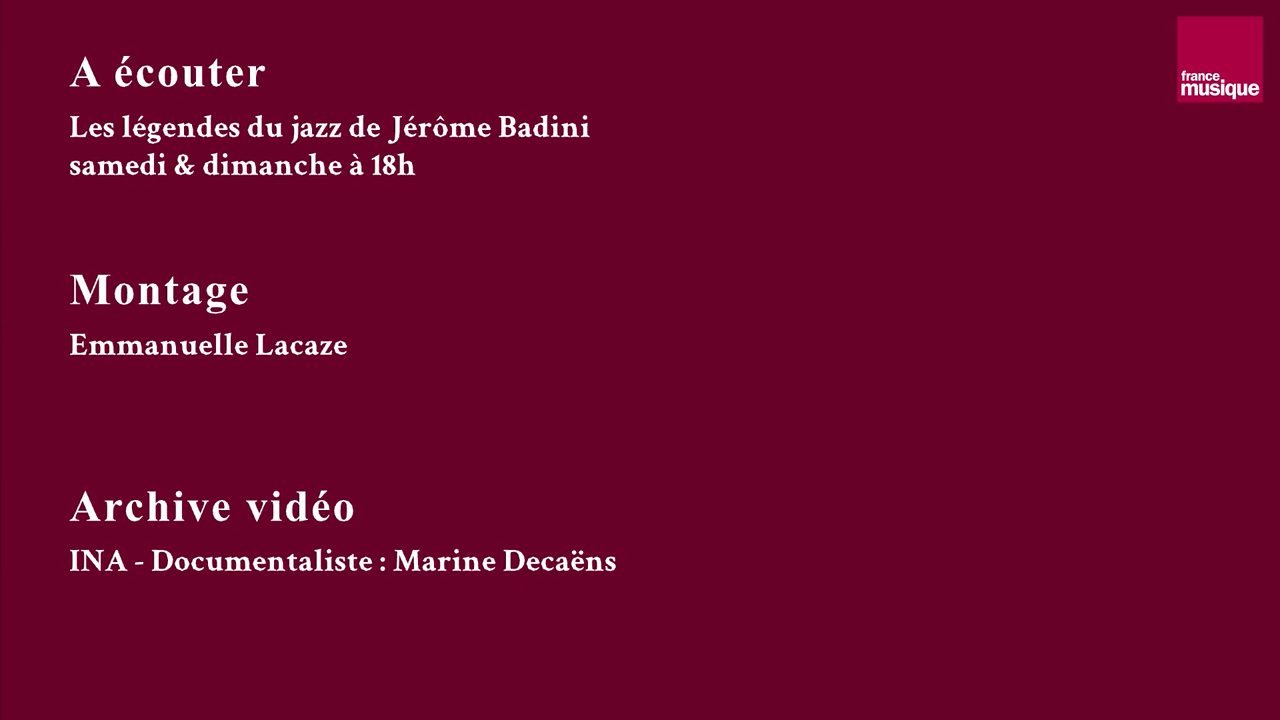 A écouter
Les légendes du jazz de Jérôme Badini
samedi & dimanche à 18h
Montage
Emmanuelle Lacaze
Archive vidéo
INA - Documentaliste : Marine Decaëns
france
musique